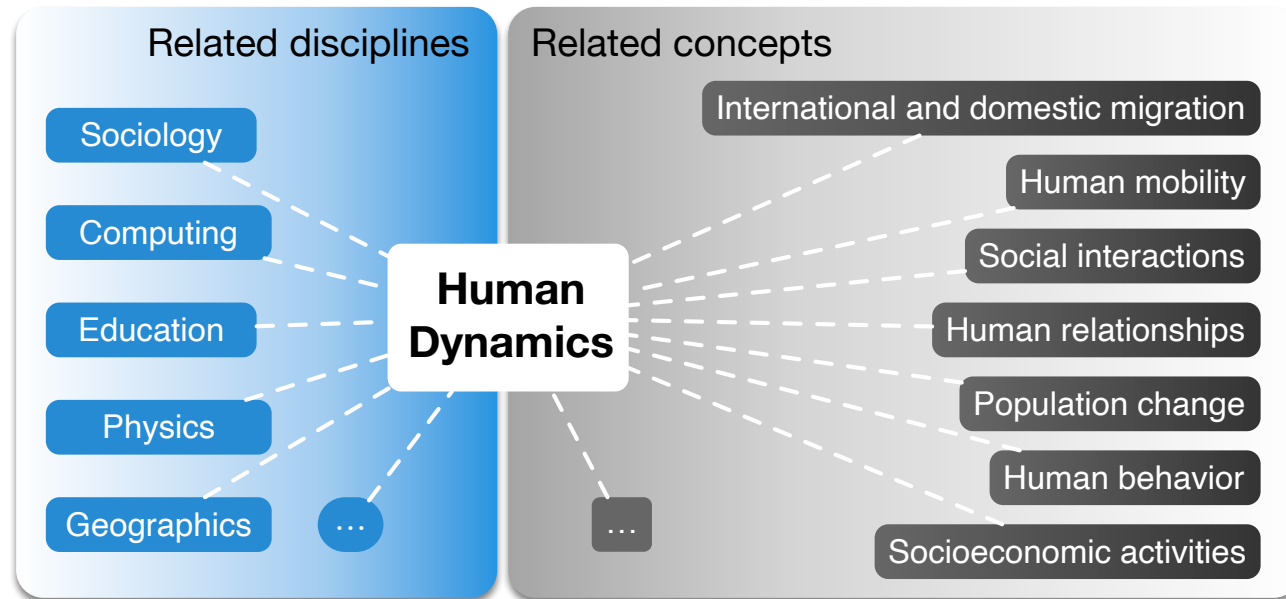 Related disciplines
Sociology
Computing
Education
Physics
Geographics
...
Human
Dynamics
Related concepts
International and domestic migration
Human mobility
Social interactions
Human relationships
Population change
Human behavior
Socioeconomic activities
...